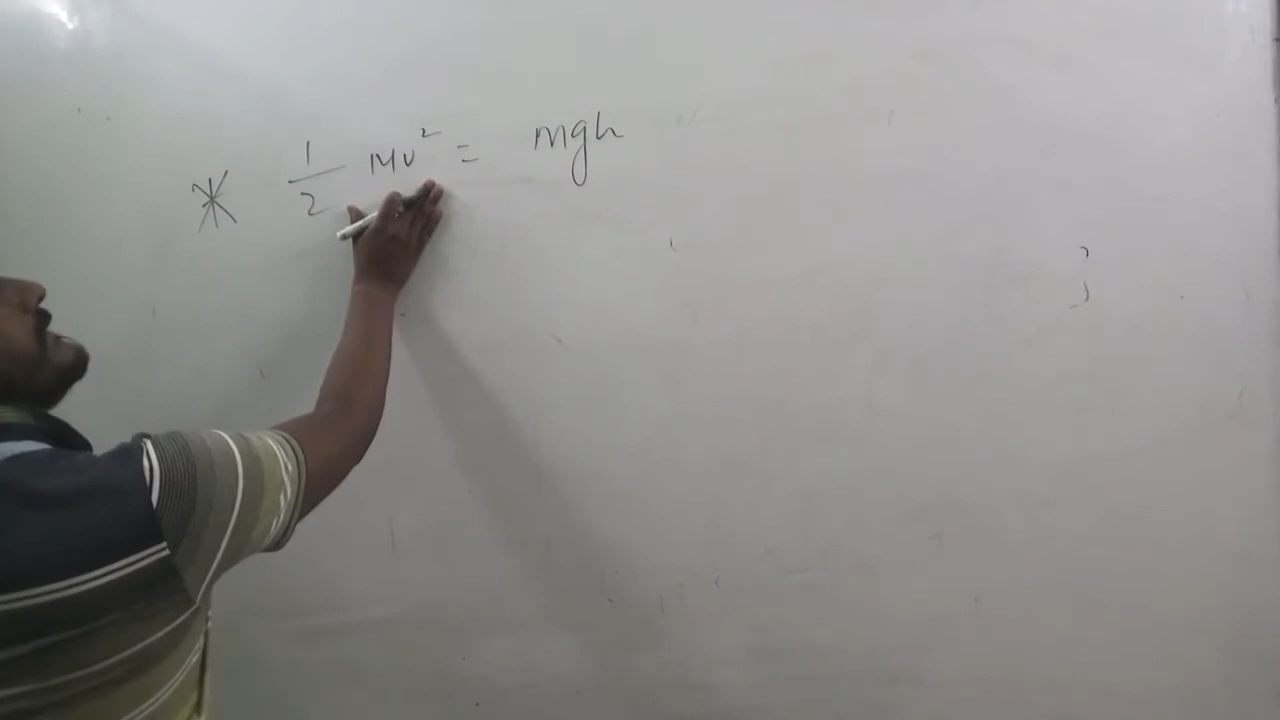 * 1/2 mv² = mgh